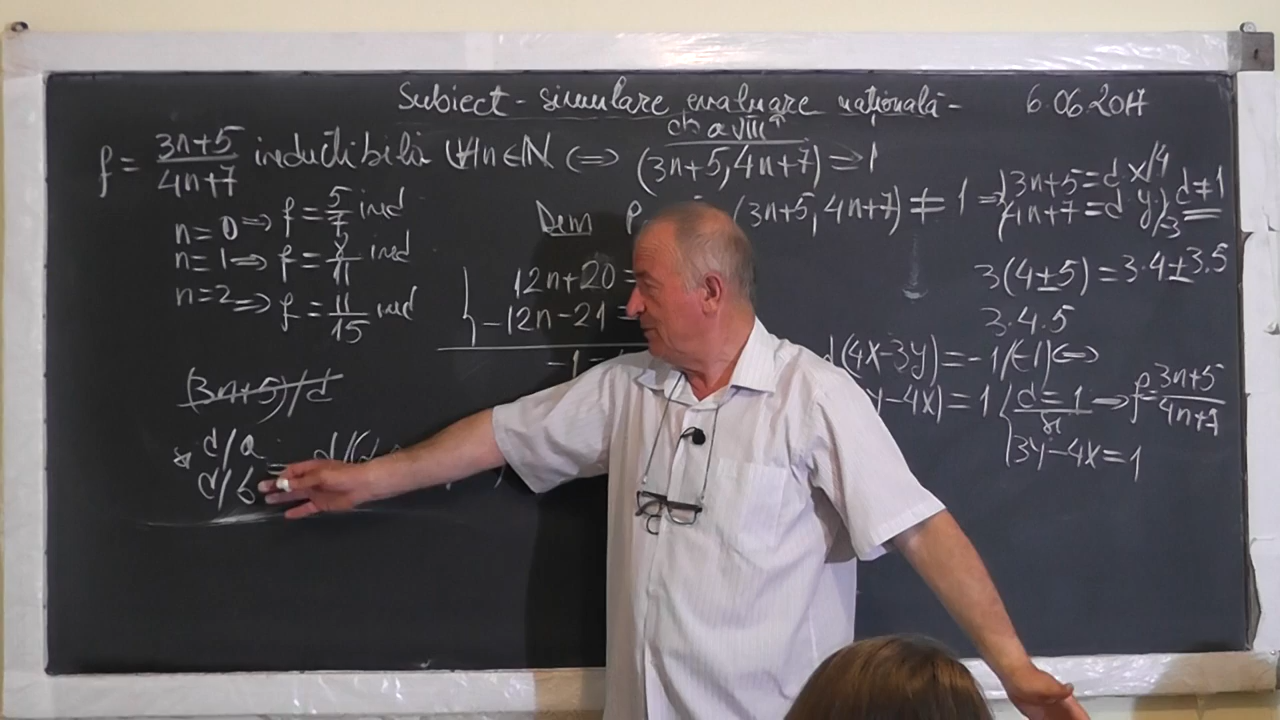 Subiect - simulare evaluare națională - 6.06.2017
cls a VIII a
f = 3n+5/4n+7 ireductibilă (∀)n∈N <=> (3n+5, 4n+7) = 1
n=0 => f = 5/7 ired
n=1 => f = 8/11 ired
n=2 => f = 11/15 ired
Dem (3n+5, 4n+7) ≠ 1 => 3n+5 = d x /4
4n+7 = d y /·3 d≠1
12n+20 =
-12n-21 =
-1 =
3(4±5) = 3·4±3·5
3·4·5
(4x-3y) = -1 /(-1) <=>
y-4x) = 1 d = 1 => f = 3n+5/4n+7
și
3y-4x = 1
(3n+5)/d
* d/a
d/b